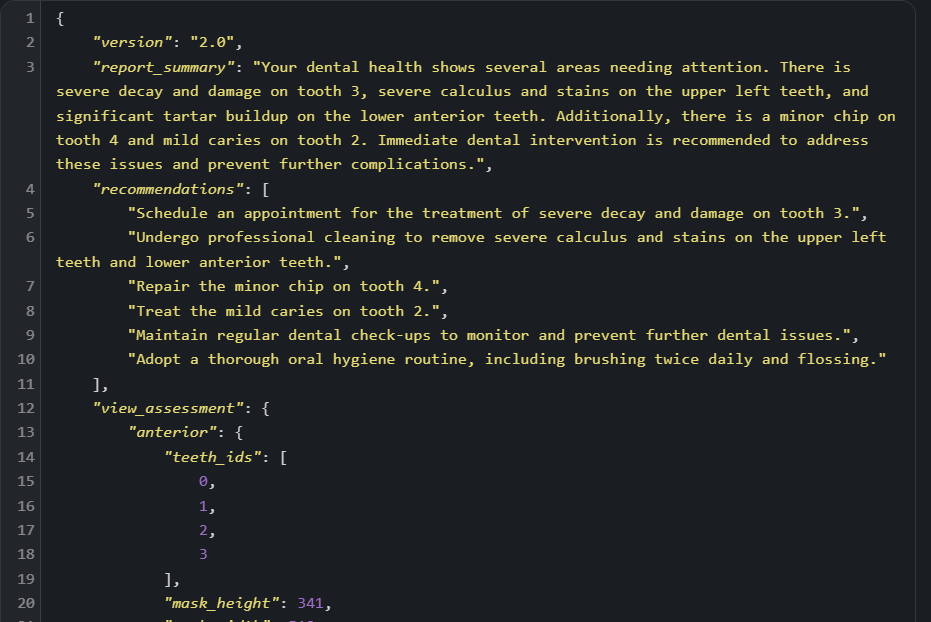 1 {
2 "version": "2.0",
3 "report_summary": "Your dental health shows several areas needing attention. There is
severe decay and damage on tooth 3, severe calculus and stains on the upper left teeth, and
significant tartar buildup on the lower anterior teeth. Additionally, there is a minor chip on
tooth 4 and mild caries on tooth 2. Immediate dental intervention is recommended to address
these issues and prevent further complications.",
4 "recommendations": [
5 "Schedule an appointment for the treatment of severe decay and damage on tooth 3.",
6 "Undergo professional cleaning to remove severe calculus and stains on the upper left
teeth and lower anterior teeth.",
7 "Repair the minor chip on tooth 4.",
8 "Treat the mild caries on tooth 2.",
9 "Maintain regular dental check-ups to monitor and prevent further dental issues.",
10 "Adopt a thorough oral hygiene routine, including brushing twice daily and flossing."
11 ],
12 "view_assessment": {
13 "anterior": {
14 "teeth_ids": [
15 0,
16 1,
17 2,
18 3
19 ],
20 "mask_height": 341,